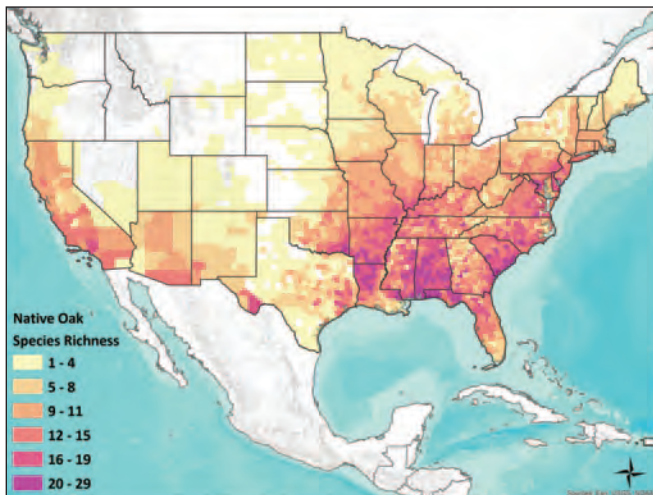 Native Oak
Species Richness
1 - 4
5 - 8
9 - 11
12 - 15
16 - 19
20 - 29